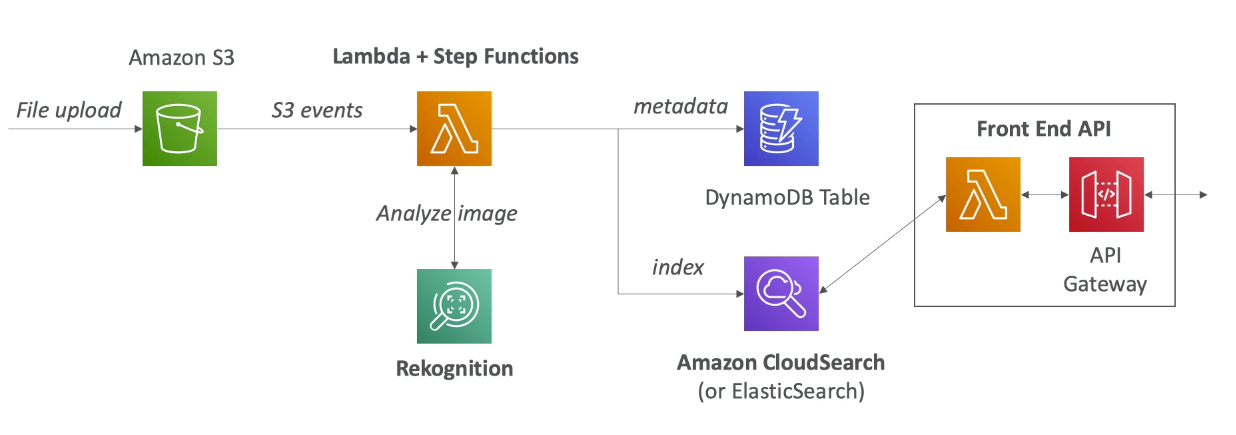 Amazon S3
Lambda + Step Functions
File upload
S3 events
metadata
Front End API
DynamoDB Table
Analyze image
API
Gateway
index
Rekognition
Amazon CloudSearch
(or ElasticSearch)